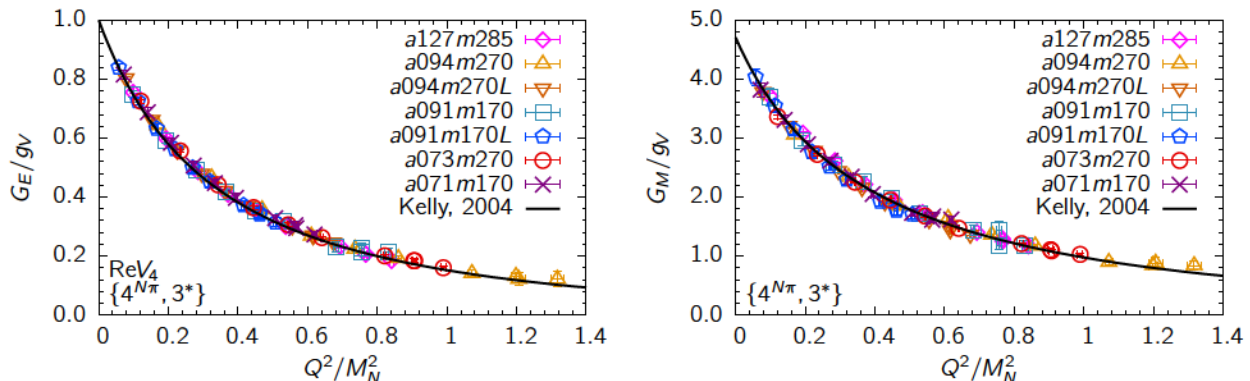 1.0
0.8
0.6
0.4
0.2
0.0
G_E/g_V
a127m285
a094m270
a094m270L
a091m170
a091m170L
a073m270
a071m170
Kelly, 2004
ReV_4
{4^{Nπ}, 3^*}
0 0.2 0.4 0.6 0.8 1 1.2 1.4
Q^2/M_N^2
5.0
4.0
3.0
2.0
1.0
0.0
G_M/g_V
a127m285
a094m270
a094m270L
a091m170
a091m170L
a073m270
a071m170
Kelly, 2004
{4^{Nπ}, 3^*}
0 0.2 0.4 0.6 0.8 1 1.2 1.4
Q^2/M_N^2